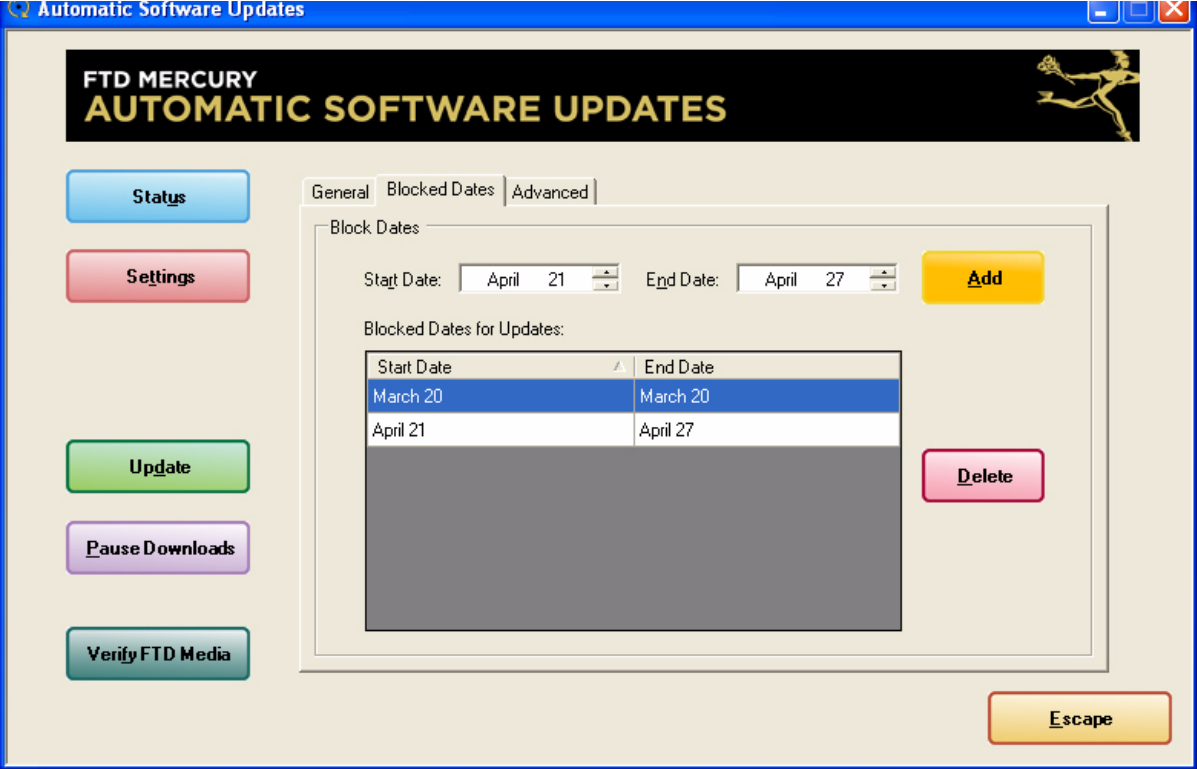 Automatic Software Updates
FTD MERCURY
AUTOMATIC SOFTWARE UPDATES
Status
Settings
Update
Pause Downloads
Verify FTD Media
General Blocked Dates Advanced
Block Dates
Start Date: April 21 End Date: April 27 Add
Blocked Dates for Updates:
Start Date End Date
March 20 March 20
April 21 April 27
Delete
Escape